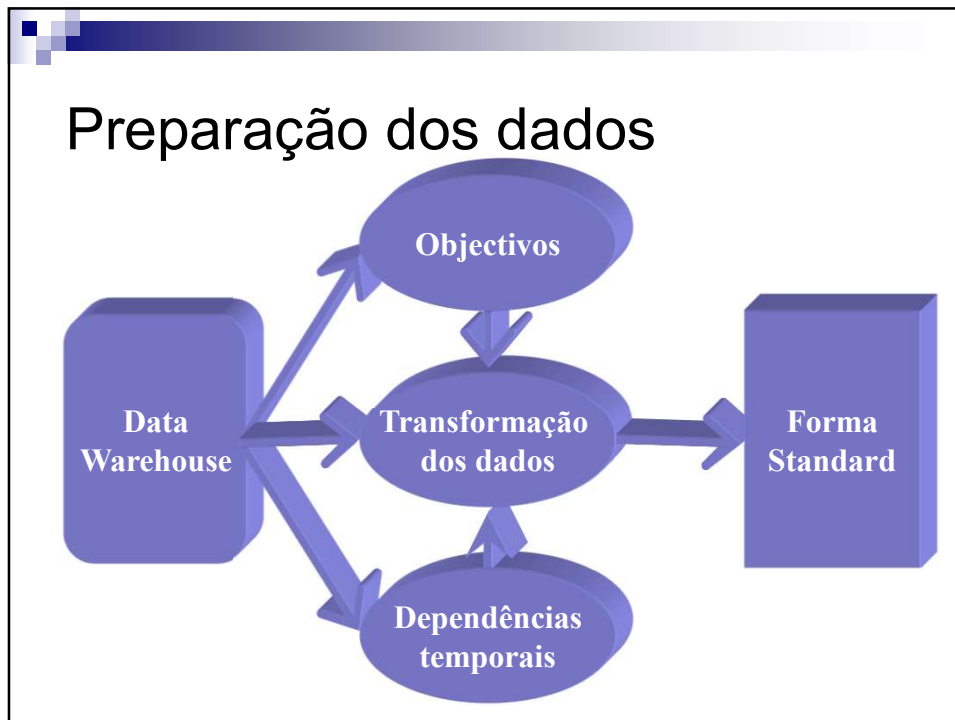 Preparação dos dados
Objectivos
Data
Warehouse
Transformação
dos dados
Forma
Standard
Dependências
temporais